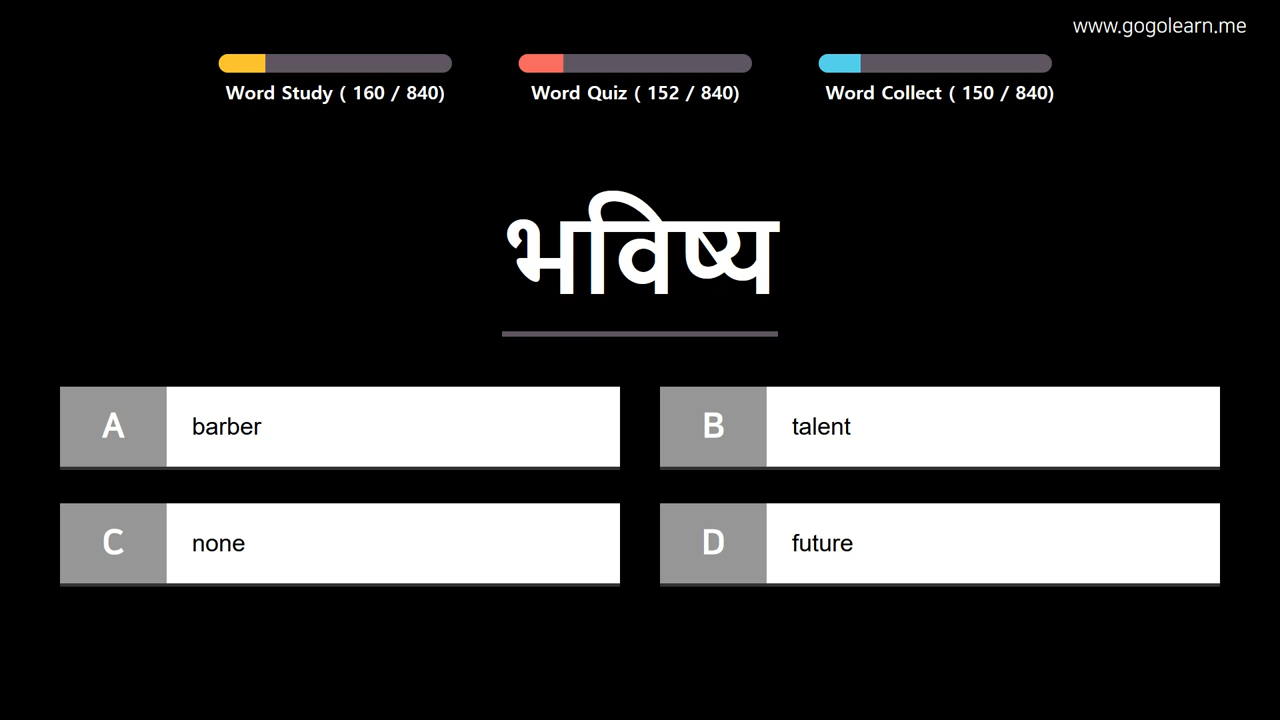 www.gogolearn.me
Word Study ( 160 / 840)
Word Quiz ( 152 / 840)
Word Collect ( 150 / 840)
भविष्य
A barber
B talent
C none
D future